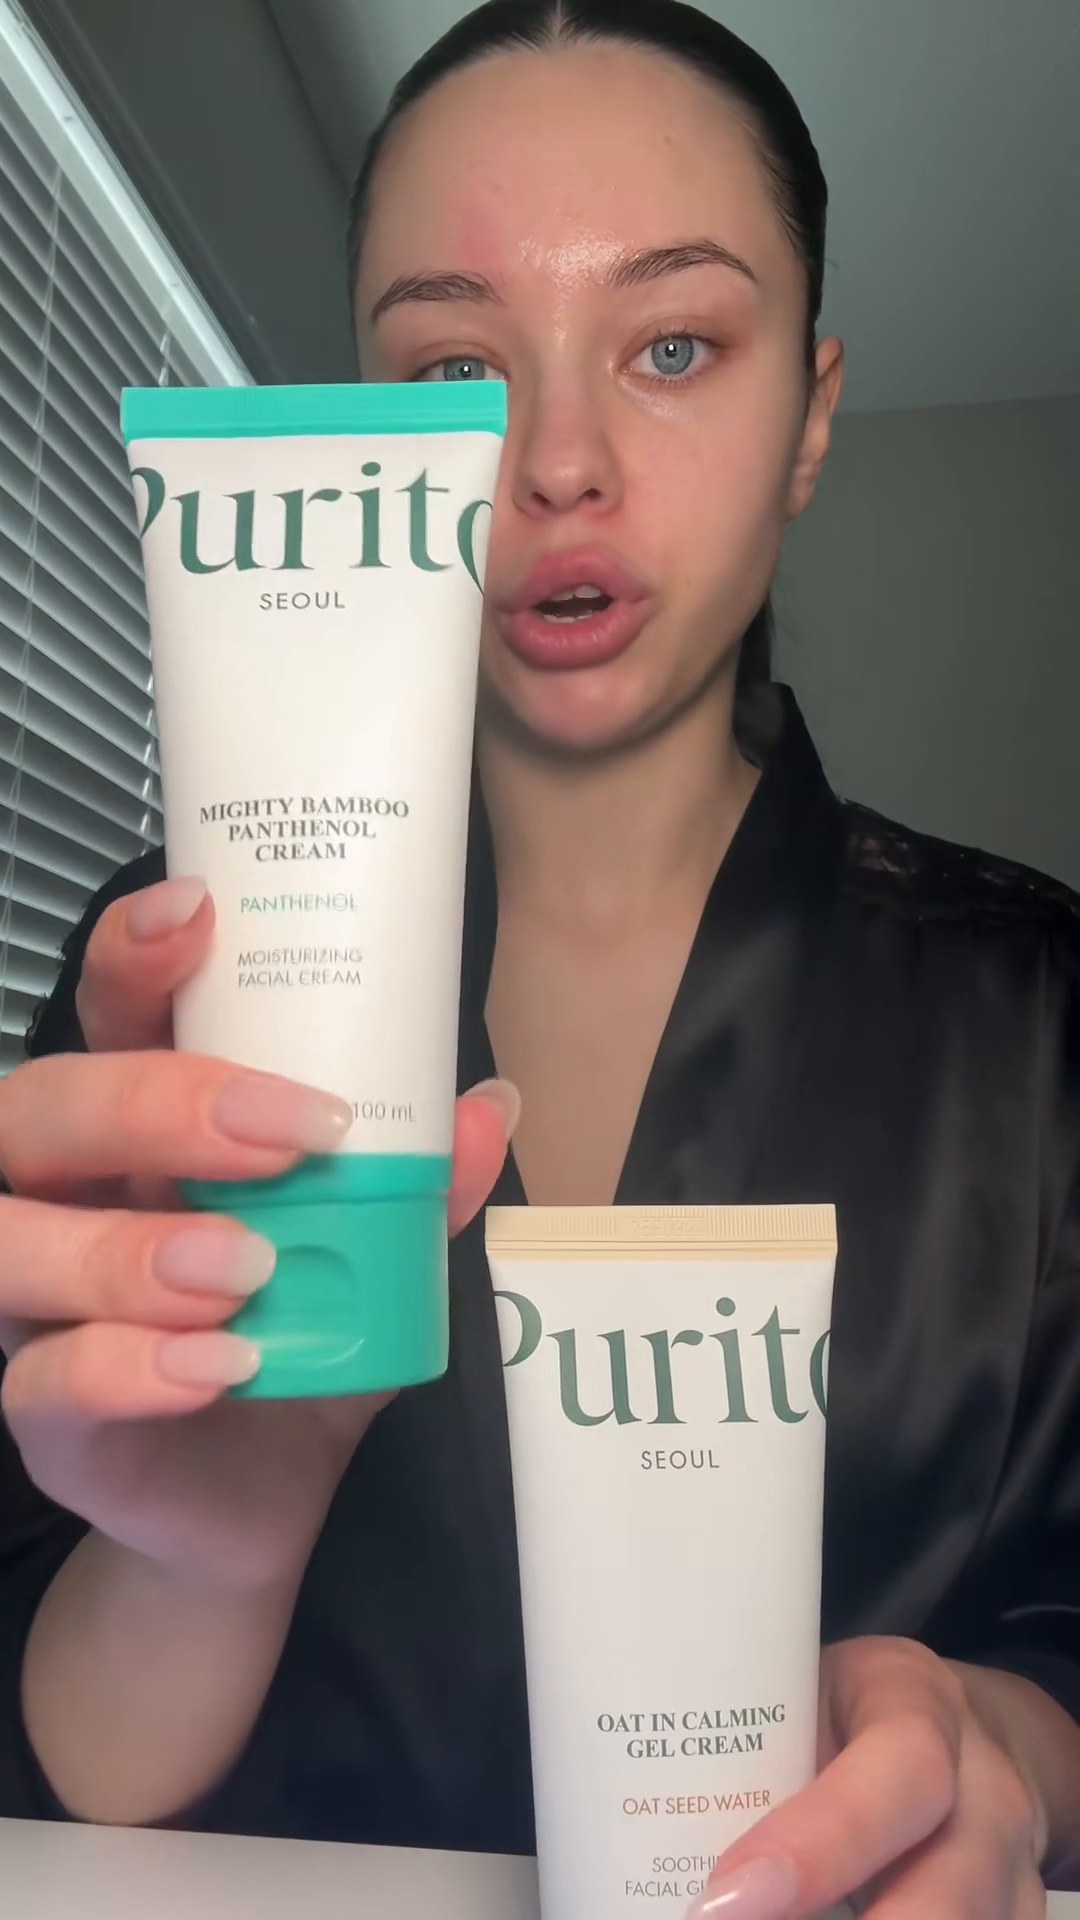 Purito
SEOUL
MIGHTY BAMBOO
PANTHENOL
CREAM
PANTHENOL
MOISTURIZING
FACIAL CREAM
100 mL
Purito
SEOUL
OAT IN CALMING
GEL CREAM
OAT SEED WATER
FACIAL